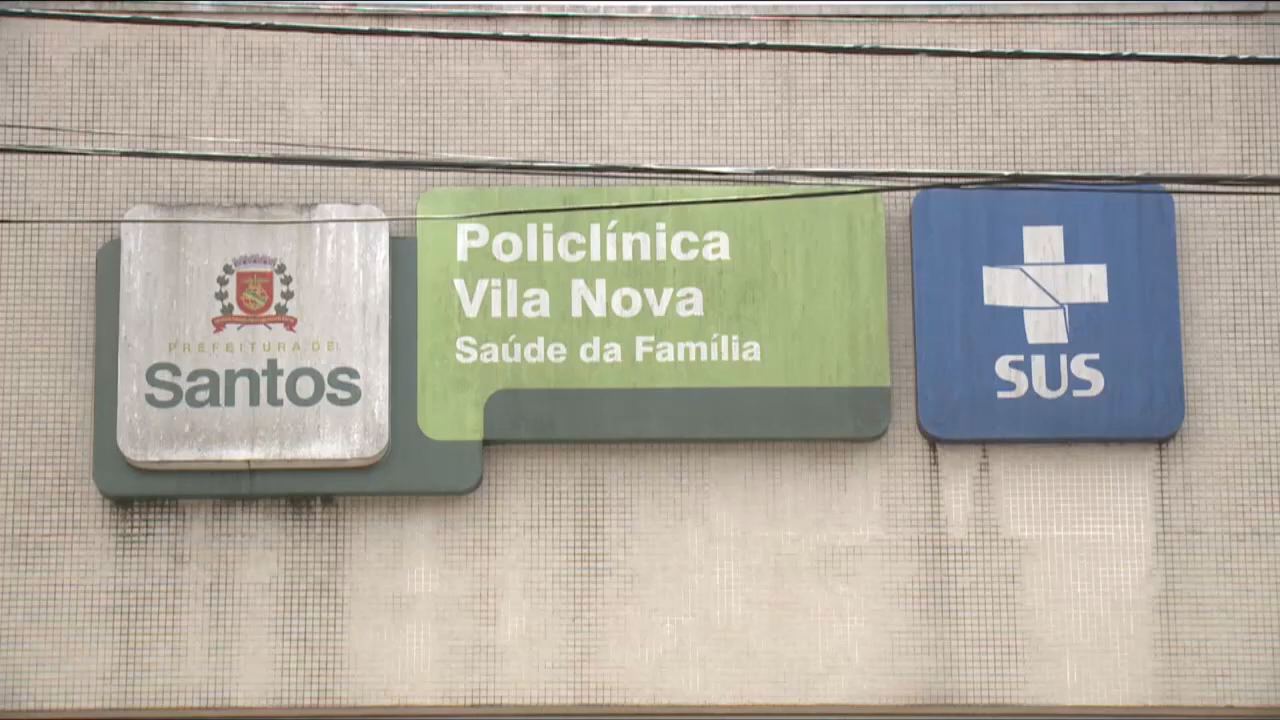 PREFEITURA DE
Santos
Policlínica
Vila Nova
Saúde da Família
SUS